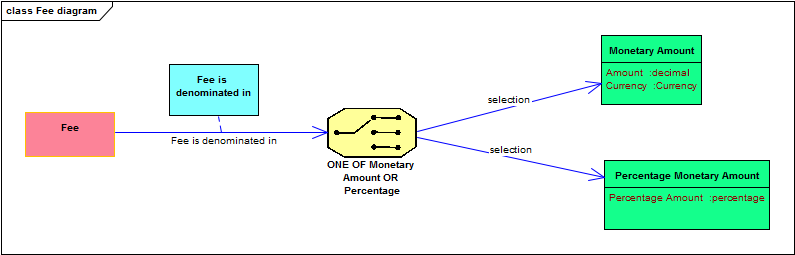 class Fee diagram
Fee
Fee is
denominated in
Fee is denominated in
ONE OF Monetary
Amount OR
Percentage
selection
selection
Monetary Amount
Amount :decimal
Currency :Currency
Percentage Monetary Amount
Percentage Amount :percentage